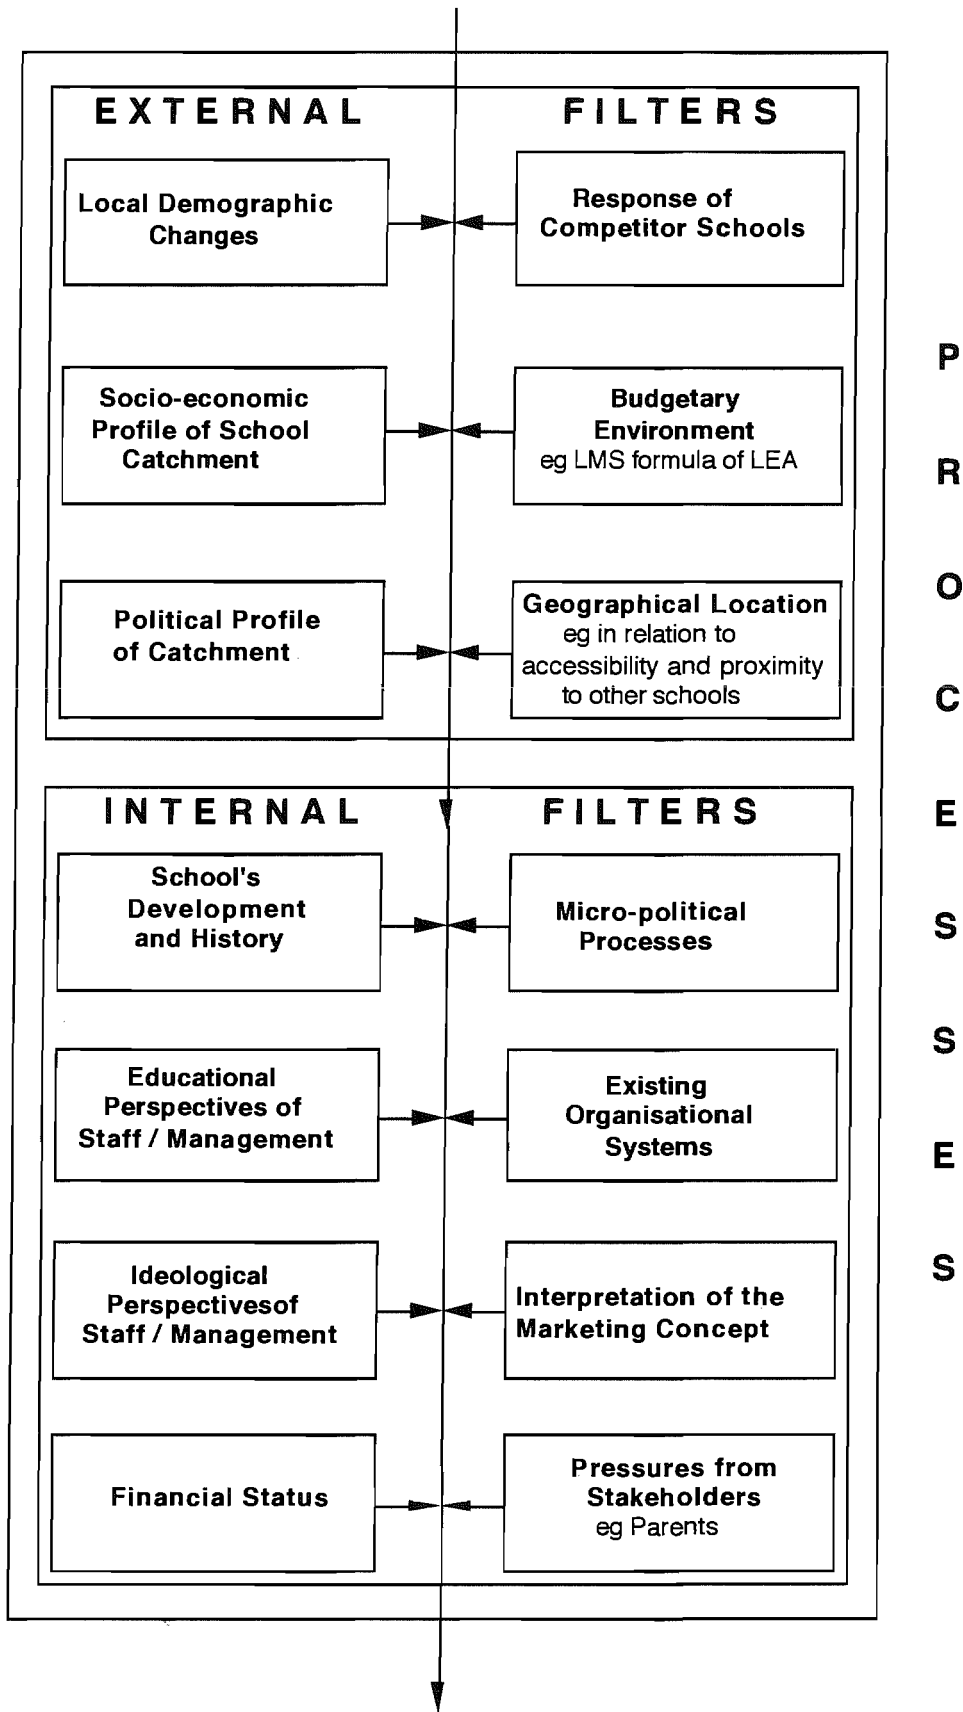 EXTERNAL FILTERS
Local Demographic
Changes
Response of
Competitor Schools
Socio-economic
Profile of School
Catchment
Budgetary
Environment
eg LMS formula of LEA
Political Profile
of Catchment
Geographical Location
eg in relation to
accessibility and proximity
to other schools
INTERNAL FILTERS
School's
Development
and History
Micro-political
Processes
Educational
Perspectives of
Staff / Management
Existing
Organisational
Systems
Ideological
Perspectivesof
Staff / Management
Interpretation of the
Marketing Concept
Financial Status
Pressures from
Stakeholders
eg Parents
PROCESSES